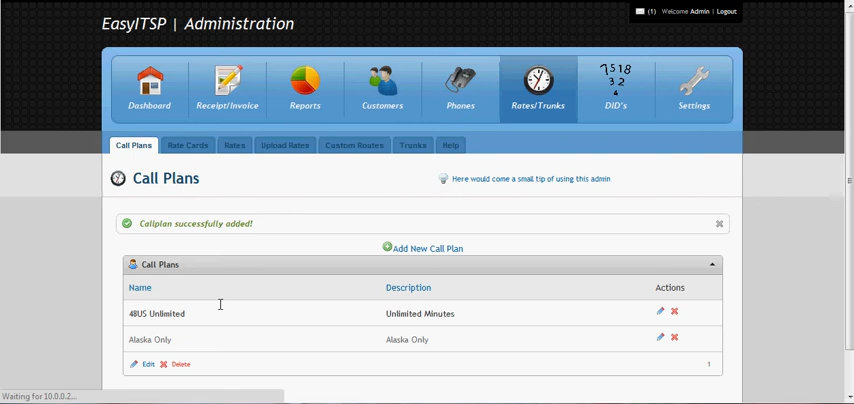 EasyITSP | Administration
(1) Welcome Admin | Logout
Dashboard
Receipt/Invoice
Reports
Customers
Phones
Rates/Trunks
7518
32
4
DID's
Settings
Call Plans
Rate Cards
Rates
Upload Rates
Custom Routes
Trunks
Help
Call Plans
Here would come a small tip of using this admin
Callplan successfully added!
Add New Call Plan
Call Plans
Name Description Actions
48US Unlimited Unlimited Minutes
Alaska Only Alaska Only
Edit Delete 1
Waiting for 10.0.0.2...